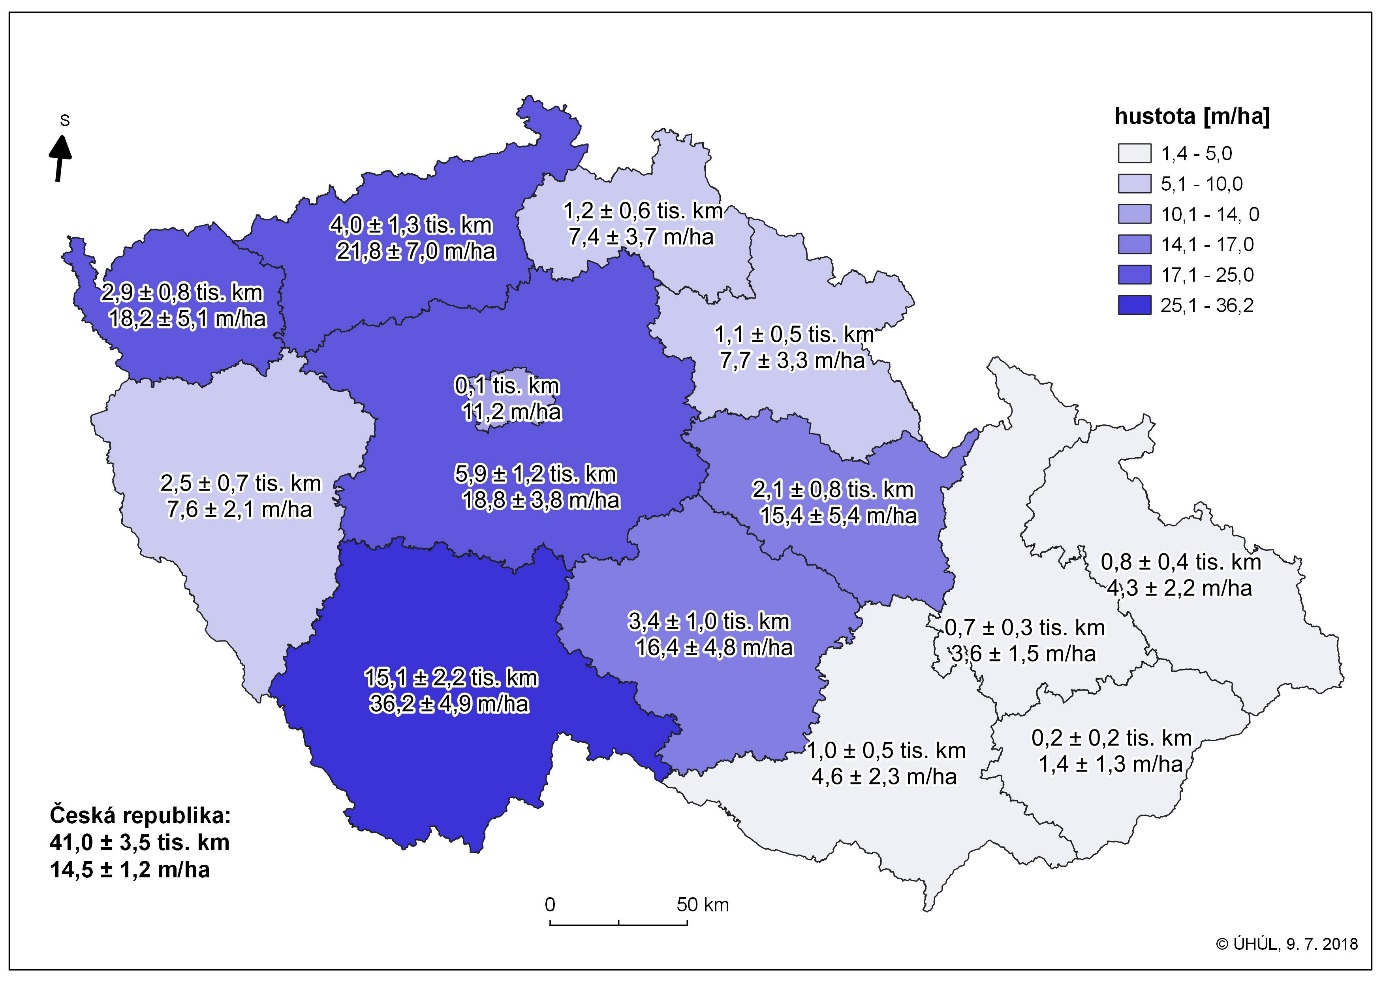 S
hustota [m/ha]
1,4 - 5,0
5,1 - 10,0
10,1 - 14, 0
14,1 - 17,0
17,1 - 25,0
25,1 - 36,2
4,0 ± 1,3 tis. km
21,8 ± 7,0 m/ha
1,2 ± 0,6 tis. km
7,4 ± 3,7 m/ha
2,9 ± 0,8 tis. km
18,2 ± 5,1 m/ha
1,1 ± 0,5 tis. km
7,7 ± 3,3 m/ha
0,1 tis. km
11,2 m/ha
5,9 ± 1,2 tis. km
18,8 ± 3,8 m/ha
2,5 ± 0,7 tis. km
7,6 ± 2,1 m/ha
2,1 ± 0,8 tis. km
15,4 ± 5,4 m/ha
0,8 ± 0,4 tis. km
4,3 ± 2,2 m/ha
3,4 ± 1,0 tis. km
16,4 ± 4,8 m/ha
0,7 ± 0,3 tis. km
3,6 ± 1,5 m/ha
15,1 ± 2,2 tis. km
36,2 ± 4,9 m/ha
1,0 ± 0,5 tis. km
4,6 ± 2,3 m/ha
0,2 ± 0,2 tis. km
1,4 ± 1,3 m/ha
Česká republika:
41,0 ± 3,5 tis. km
14,5 ± 1,2 m/ha
0 50 km
© ÚHÚL, 9. 7. 2018